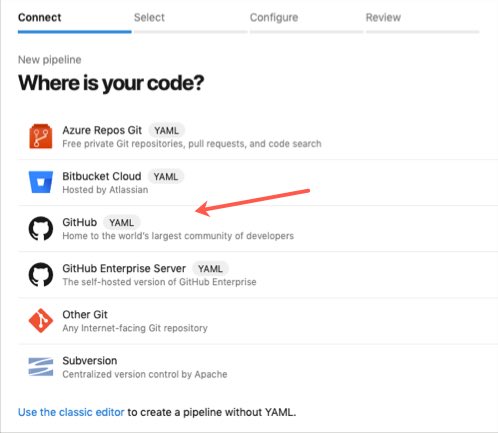 Connect Select Configure Review
New pipeline
Where is your code?
Azure Repos Git YAML
Free private Git repositories, pull requests, and code search
Bitbucket Cloud YAML
Hosted by Atlassian
GitHub YAML
Home to the world's largest community of developers
GitHub Enterprise Server YAML
The self-hosted version of GitHub Enterprise
Other Git
Any Internet-facing Git repository
Subversion
Centralized version control by Apache
Use the classic editor to create a pipeline without YAML.